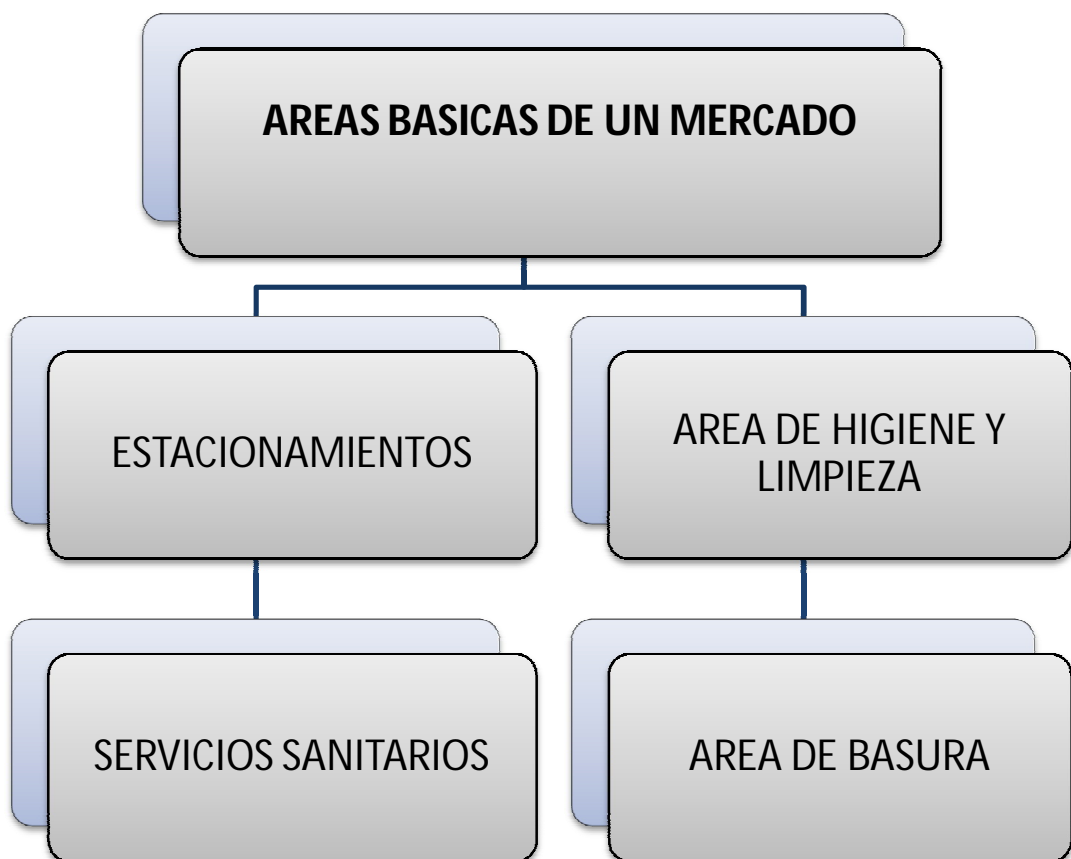 AREAS BASICAS DE UN MERCADO
ESTACIONAMIENTOS
AREA DE HIGIENE Y
LIMPIEZA
SERVICIOS SANITARIOS
AREA DE BASURA